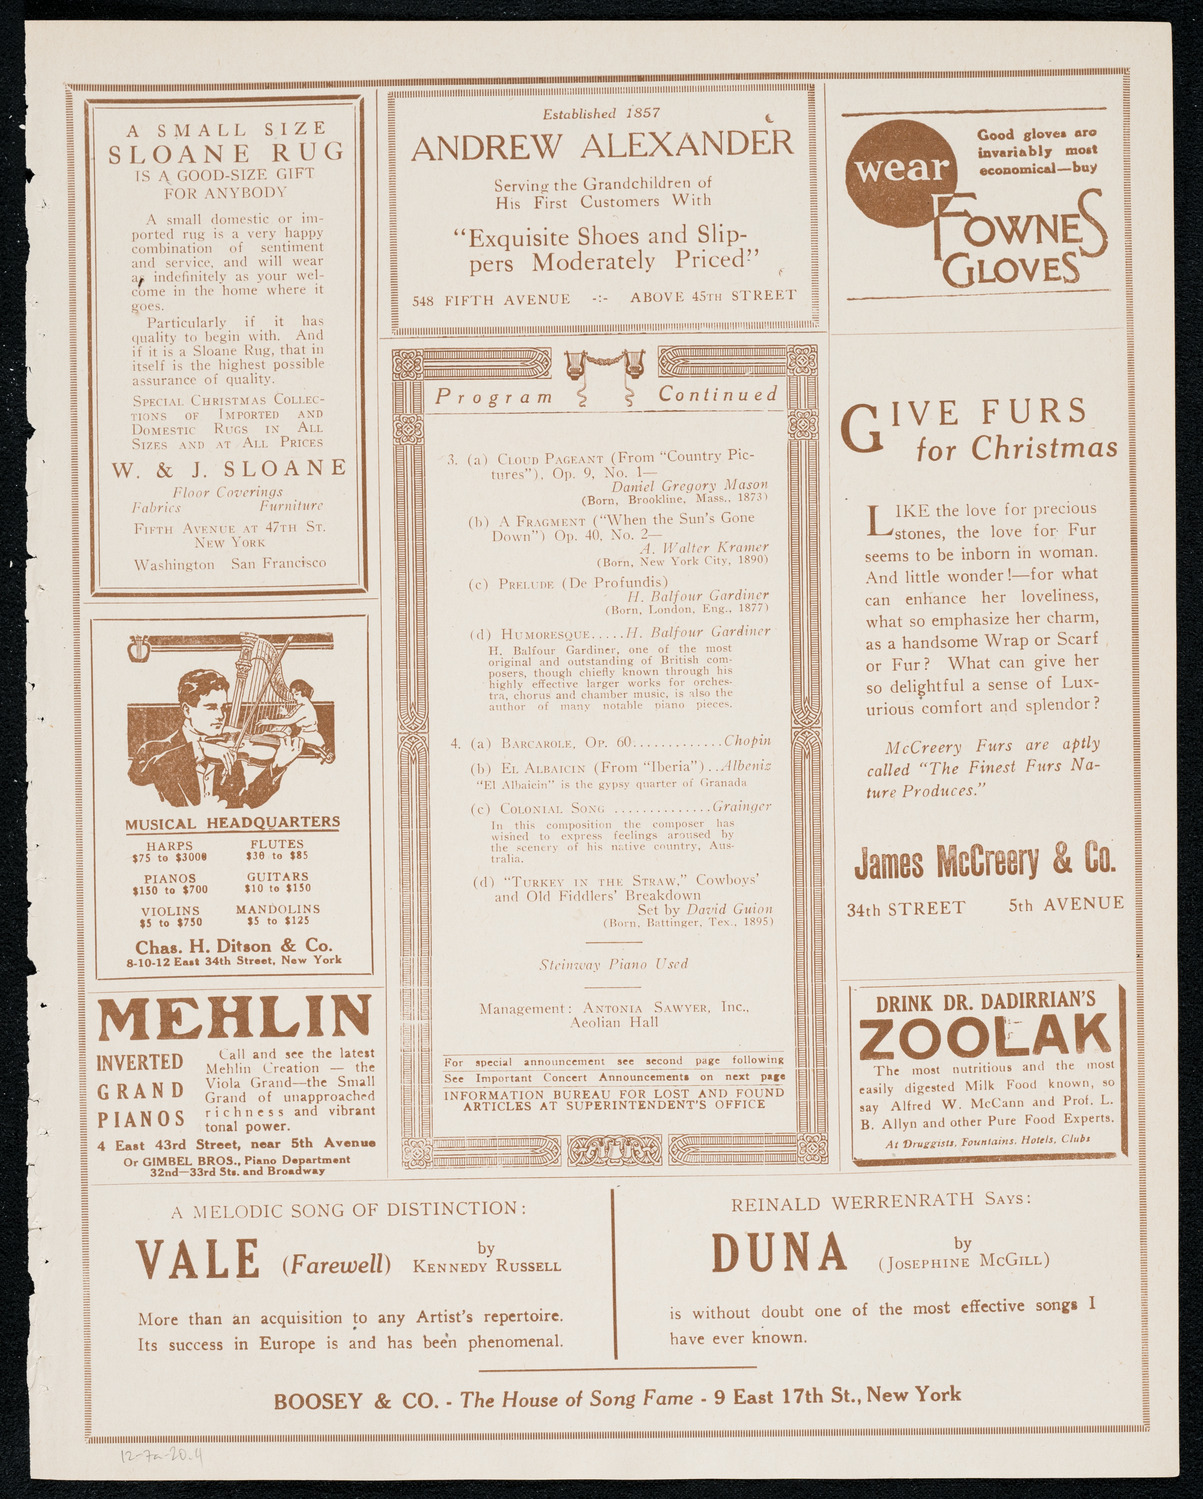 A SMALL SIZE
SLOANE RUG
IS A GOOD-SIZE GIFT
FOR ANYBODY
A small domestic or im-
ported rug is a very happy
combination of sentiment
and service, and will wear
as indefinitely as your wel-
come in the home where it
goes.
Particularly if it has
quality to begin with. And
if it is a Sloane Rug, that in
itself is the highest possible
assurance of quality.
SPECIAL CHRISTMAS COLLEC-
TIONS OF IMPORTED AND
DOMESTIC RUGS IN ALL
SIZES AND AT ALL PRICES
W. & J. SLOANE
Floor Coverings
Fabrics Furniture
FIFTH AVENUE AT 47TH ST.
NEW YORK
Washington San Francisco
MUSICAL HEADQUARTERS
HARPS FLUTES
$75 to $3000 $30 to $85
PIANOS GUITARS
$150 to $700 $10 to $150
VIOLINS MANDOLINS
$5 to $750 $5 to $125
Chas. H. Ditson & Co.
8-10-12 East 34th Street, New York
MEHLIN
INVERTED
GRAND
PIANOS
Call and see the latest
Mehlin Creation — the
Viola Grand—the Small
Grand of unapproached
richness and vibrant
tonal power.
4 East 43rd Street, near 5th Avenue
Or GIMBEL BROS., Piano Department
32nd—33rd Sts. and Broadway
Established 1857
ANDREW ALEXANDER
Serving the Grandchildren of
His First Customers With
"Exquisite Shoes and Slip-
pers Moderately Priced"
548 FIFTH AVENUE -:- ABOVE 45TH STREET
Program Continued
3. (a) CLOUD PAGEANT (From "Country Pic-
tures"), Op. 9, No. 1—
Daniel Gregory Mason
(Born, Brookline, Mass., 1873)
(b) A FRAGMENT ("When the Sun's Gone
Down") Op. 40, No. 2—
A. Walter Kramer
(Born, New York City, 1890)
(c) PRELUDE (De Profundis)
H. Balfour Gardiner
(Born, London, Eng., 1877)
(d) HUMORESQUE.....H. Balfour Gardiner
H. Balfour Gardiner, one of the most
original and outstanding of British com-
posers, though chiefly known through his
highly effective larger works for orches-
tra, chorus and chamber music, is also the
author of many notable piano pieces.
4. (a) BARCAROLE, OP. 60.............Chopin
(b) EL ALBAICIN (From "Iberia")..Albeniz
"El Albaicin" is the gypsy quarter of Granada
(c) COLONIAL SONG ..............Grainger
In this composition the composer has
wished to express feelings aroused by
the scenery of his native country, Aus-
tralia.
(d) "TURKEY IN THE STRAW," Cowboys'
and Old Fiddlers' Breakdown
Set by David Guion
(Born, Battinger, Tex., 1895)
Steinway Piano Used
Management: ANTONIA SAWYER, INC.,
Aeolian Hall
For special announcement see second page following
See Important Concert Announcements on next page
INFORMATION BUREAU FOR LOST AND FOUND
ARTICLES AT SUPERINTENDENT'S OFFICE
wear
Good gloves are
invariably most
economical—buy
FOWNES
GLOVES
GIVE FURS
for Christmas
LIKE the love for precious
stones, the love for Fur
seems to be inborn in woman.
And little wonder!—for what
can enhance her loveliness,
what so emphasize her charm,
as a handsome Wrap or Scarf
or Fur? What can give her
so delightful a sense of Lux-
urious comfort and splendor?
McCreery Furs are aptly
called "The Finest Furs Na-
ture Produces."
James McCreery & Co.
34th STREET 5th AVENUE
DRINK DR. DADIRRIAN'S
ZOOLAK
The most nutritious and the most
easily digested Milk Food known, so
say Alfred W. McCann and Prof. L.
B. Allyn and other Pure Food Experts.
At Druggists, Fountains, Hotels, Clubs
A MELODIC SONG OF DISTINCTION:
VALE (Farewell) by KENNEDY RUSSELL
More than an acquisition to any Artist's repertoire.
Its success in Europe is and has been phenomenal.
REINALD WERRENRATH SAYS:
DUNA by (JOSEPHINE MCGILL)
is without doubt one of the most effective songs I
have ever known.
BOOSEY & CO. - The House of Song Fame - 9 East 17th St., New York
12-7a-20.4